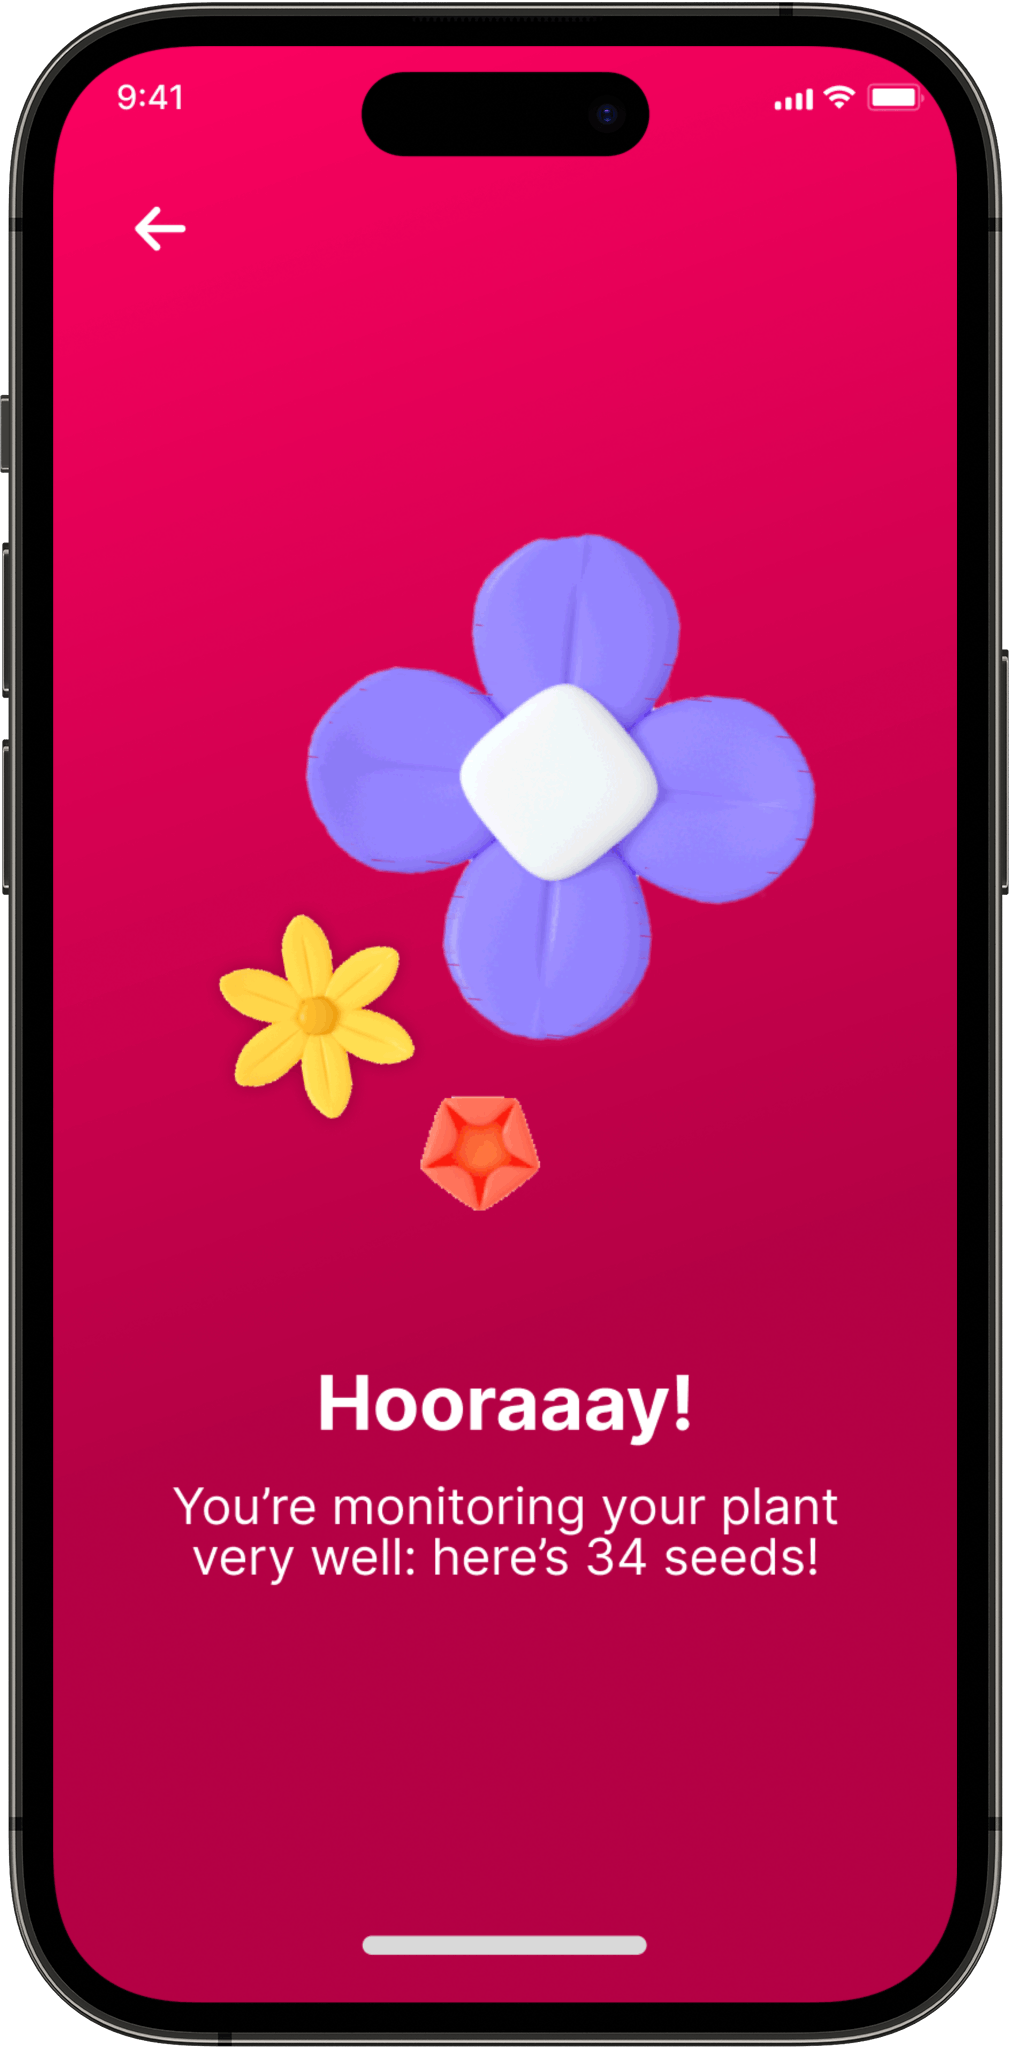 9:41
Hooraaay!
You’re monitoring your plant
very well: here’s 34 seeds!